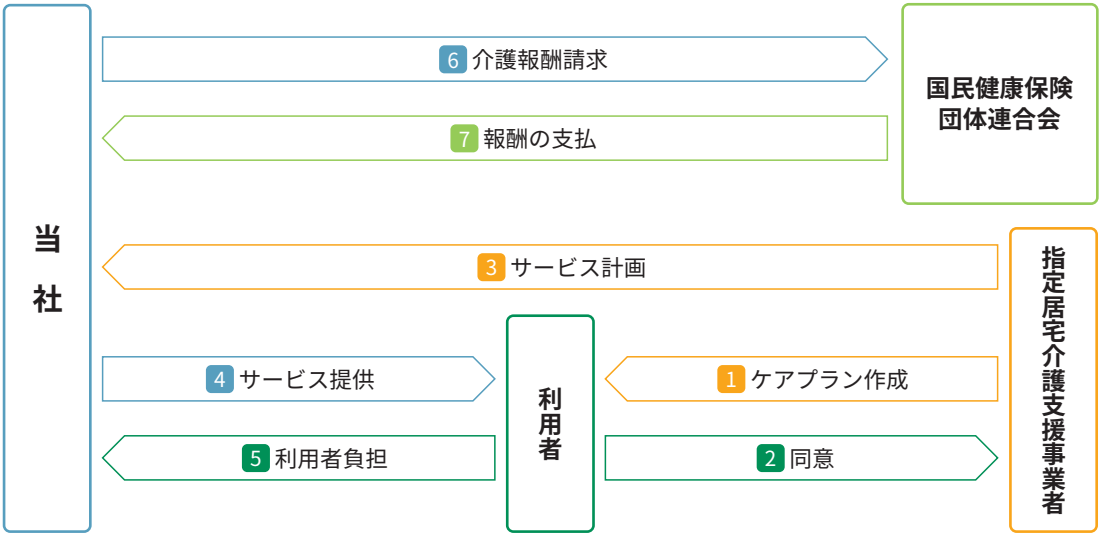 当社
6 介護報酬請求
国民健康保険
団体連合会
7 報酬の支払
3 サービス計画
指定居宅介護支援事業者
4 サービス提供
利用者
1 ケアプラン作成
5 利用者負担
2 同意